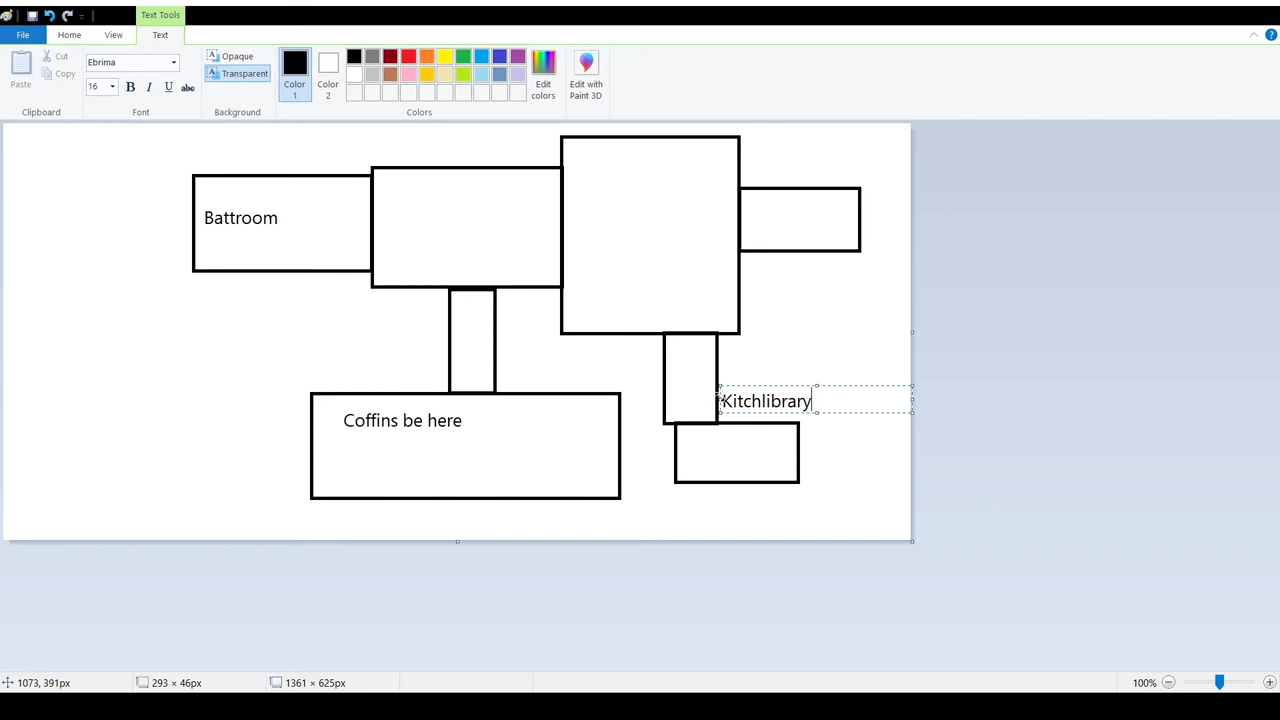 Text Tools
File
Home
View
Text
Paste
Cut
Copy
Clipboard
Ebrima
16
B
I
U
abc
Font
A
Opaque
A
Transparent
Background
Color 1
Color 2
Edit colors
Colors
Edit with Paint 3D
Battroom
Coffins be here
Kitchlibrary
1073, 391px
293 × 46px
1361 × 625px
100%